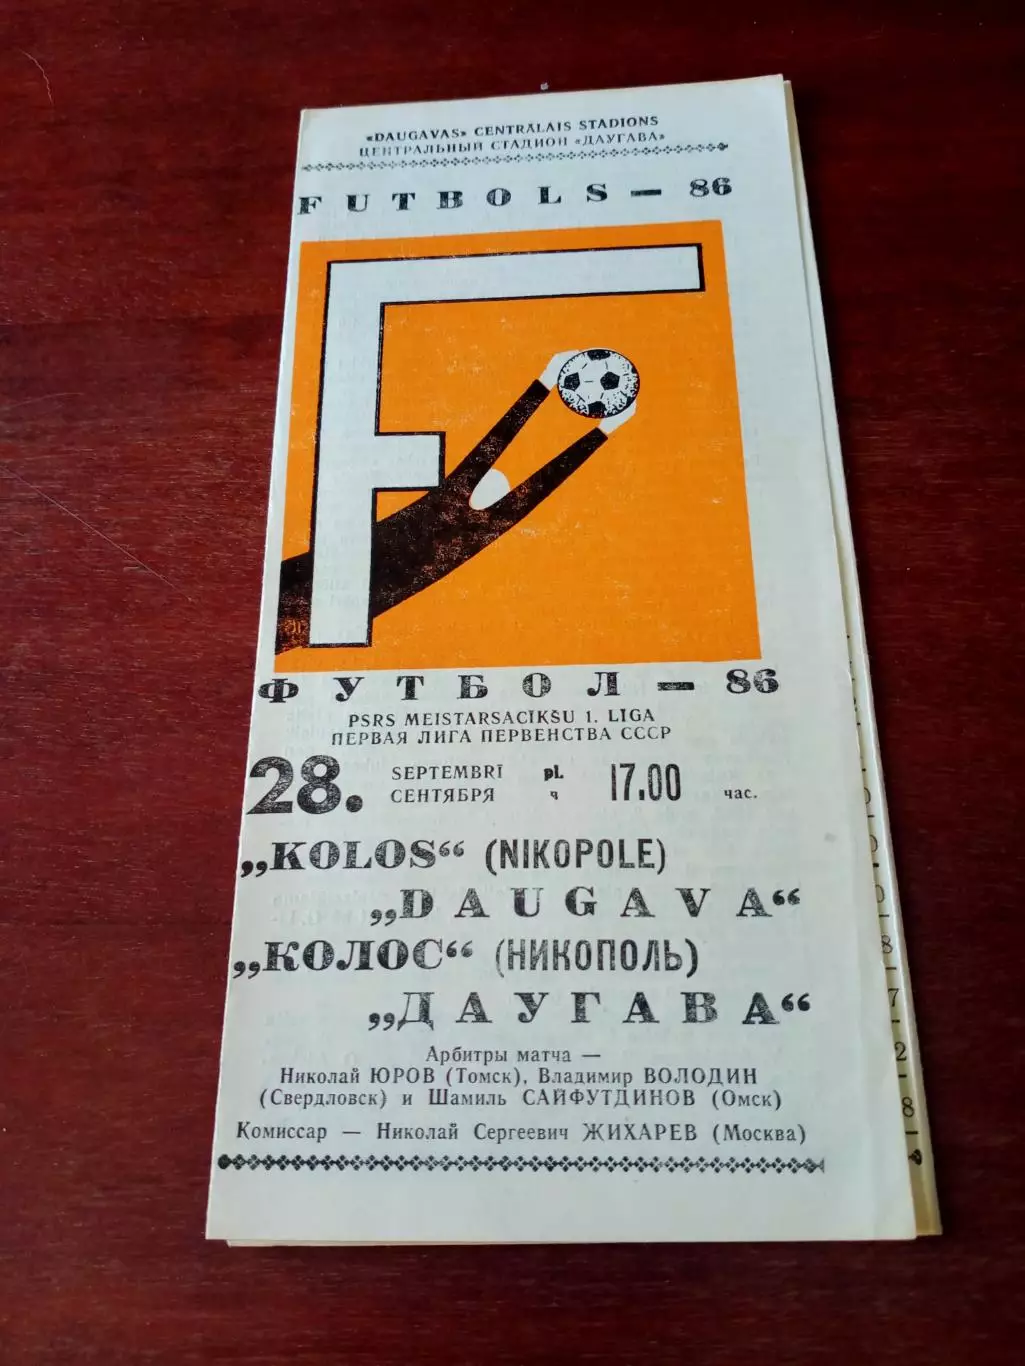 «DAUGAVAS» CENTRĀLAIS STADIONS
ЦЕНТРАЛЬНЫЙ СТАДИОН «ДАУГАВА»
FUTBOLS — 86
ФУТБОЛ — 86
PSRS MEISTARSACĪKŠU 1. LĪGA
ПЕРВАЯ ЛИГА ПЕРВЕНСТВА СССР
28. SEPTEMBRĪ pl. 17.00
СЕНТЯБРЯ ч час.
„KOLOS“ (NIKOPOLE)
„DAUGAVA“
„КОЛОС“ (НИКОПОЛЬ)
„ДАУГАВА“
Арбитры матча —
Николай ЮРОВ (Томск), Владимир ВОЛОДИН
(Свердловск) и Шамиль САЙФУТДИНОВ (Омск)
Комиссар — Николай Сергеевич ЖИХАРЕВ (Москва)